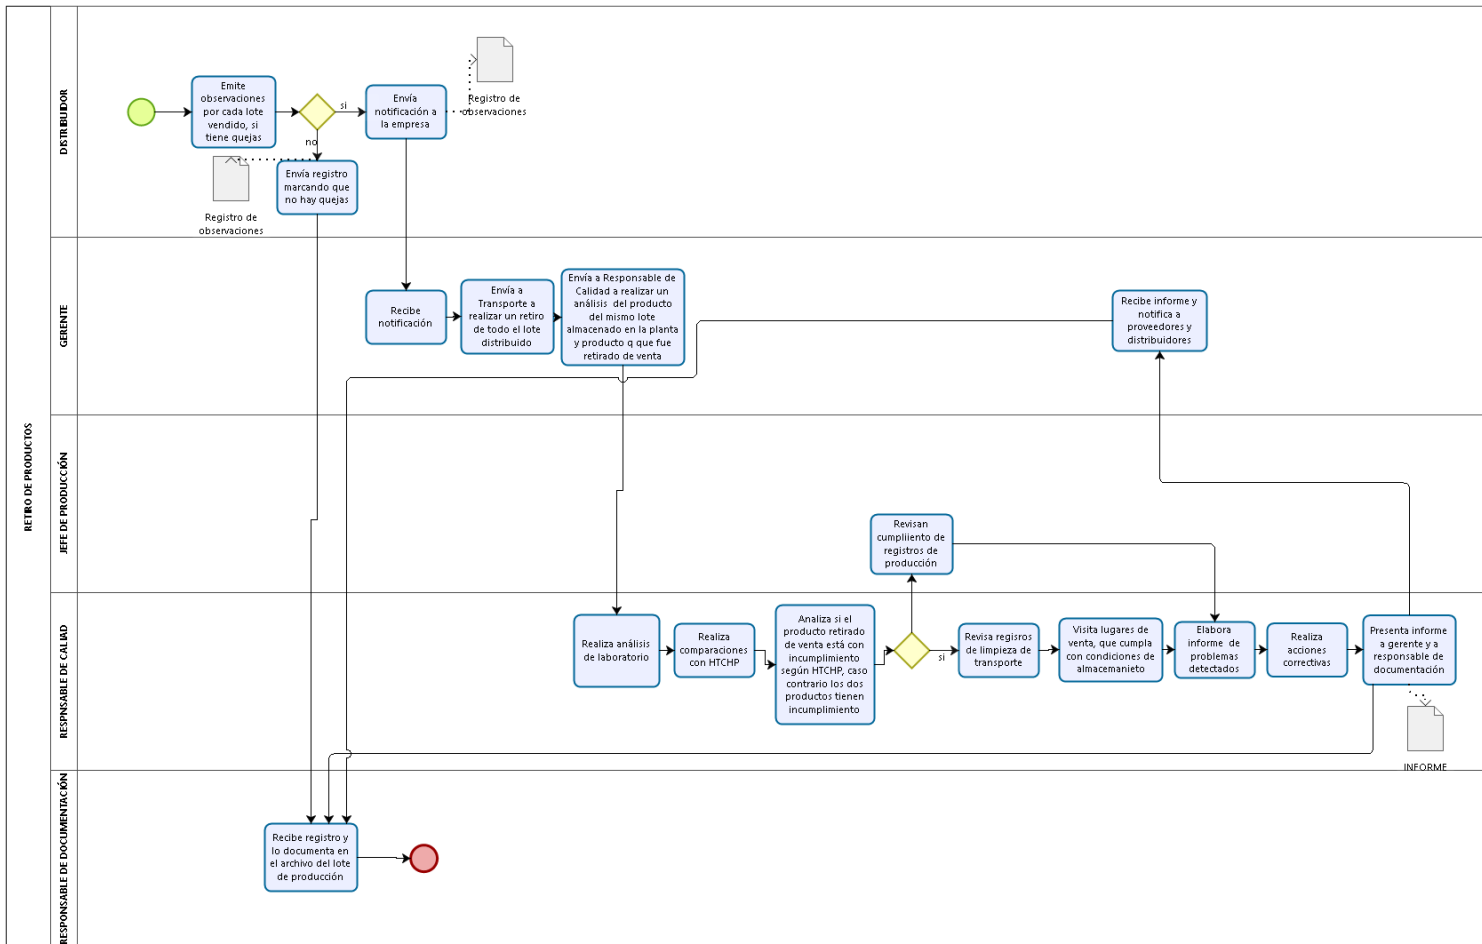 RETIRO DE PRODUCTOS
DISTRIBUIDOR
Emite
observaciones
por cada lote
vendido, si
tiene quejas
si
no
Envía
notificación a
la empresa
Registro de
observaciones
Envía registro
marcando que
no hay quejas
Registro de
observaciones
GERENTE
Recibe
notificación
Envía a
Transporte a
realizar un retiro
de todo el lote
distribuido
Envía a Responsable de
Calidad a realizar un
análisis del producto
del mismo lote
almacenado en la planta
y producto q que fue
retirado de venta
Recibe informe y
notifica a
proveedores y
distribuidores
JEFE DE PRODUCCIÓN
Revisan
cumpliiento de
registros de
producción
RESPNSABLE DE CALIAD
Realiza análisis
de laboratorio
Realiza
comparaciones
con HTCHP
Analiza si el
producto retirado
de venta está con
incumplimiento
según HTCHP, caso
contrario los dos
productos tienen
incumplimiento
si
Revisa regisros
de limpieza de
transporte
Visita lugares de
venta, que cumpla
con condiciones de
almacemanieto
Elabora
informe de
problemas
detectados
Realiza
acciones
correctivas
Presenta informe
a gerente y a
responsable de
documentación
INFORME
RESPONSABLE DE DOCUMENTACIÓN
Recibe registro y
lo documenta en
el archivo del lote
de producción